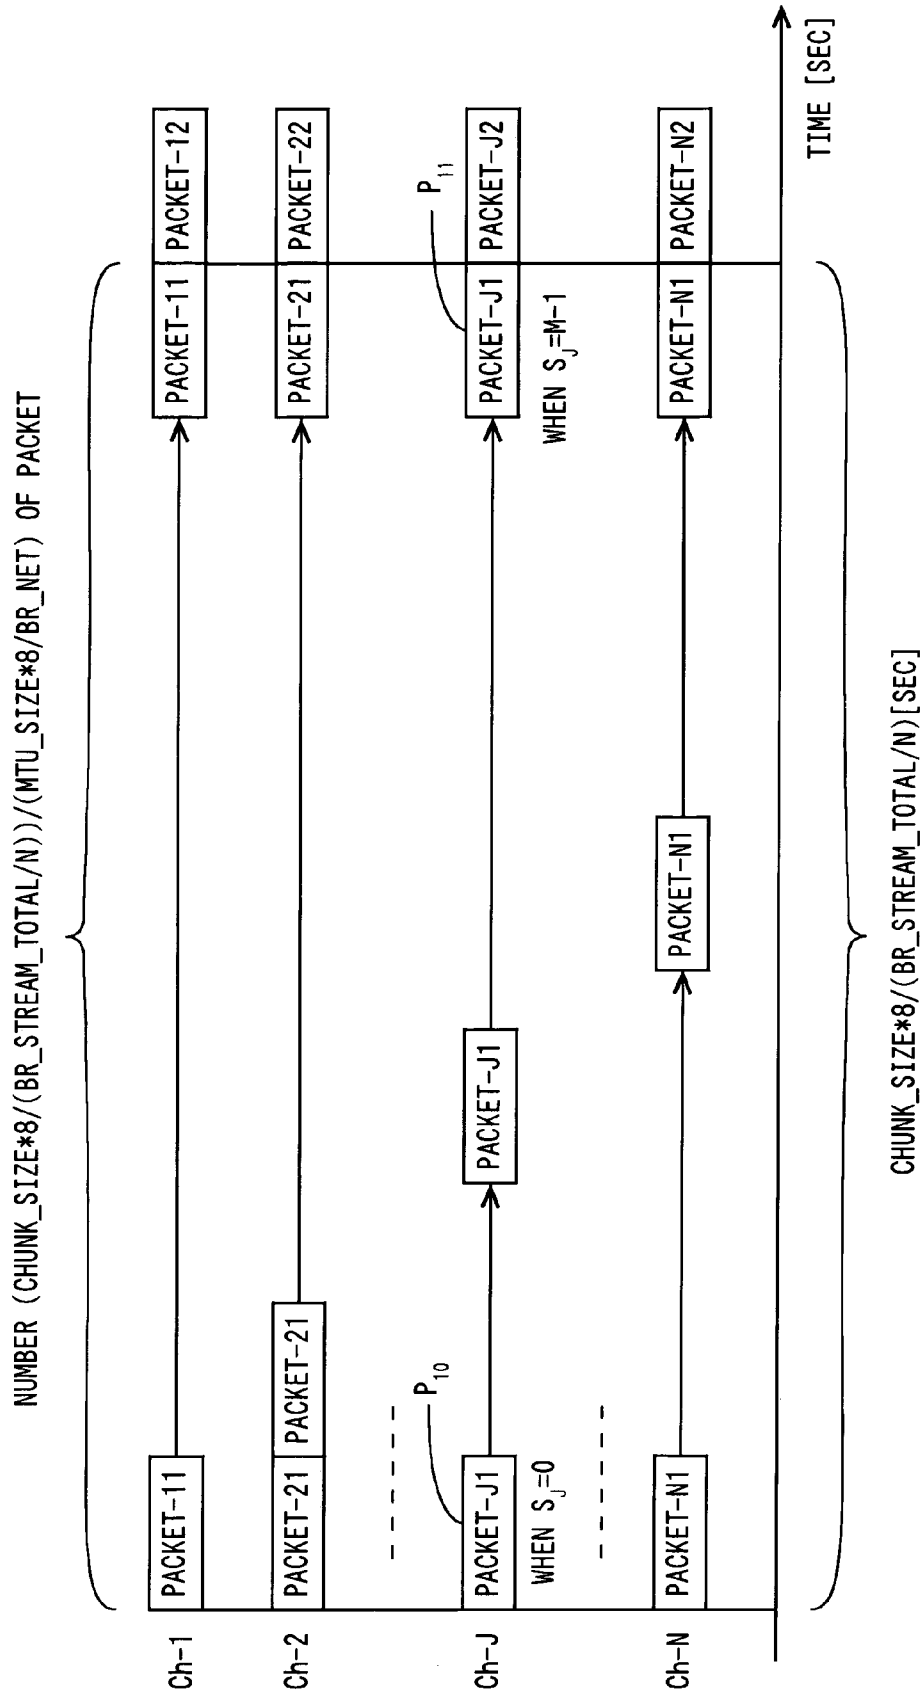 NUMBER (CHUNK_SIZE*8/(BR_STREAM_TOTAL/N))/(MTU_SIZE*8/BR_NET) OF PACKET
Ch-1 PACKET-11 PACKET-11 PACKET-12
Ch-2 PACKET-21 PACKET-21 PACKET-21 PACKET-22
P10 P11
Ch-J PACKET-J1 PACKET-J1 PACKET-J1 PACKET-J2
WHEN SJ=0 WHEN SJ=M-1
Ch-N PACKET-N1 PACKET-N1 PACKET-N1 PACKET-N2
TIME [SEC]
CHUNK_SIZE*8/(BR_STREAM_TOTAL/N)[SEC]